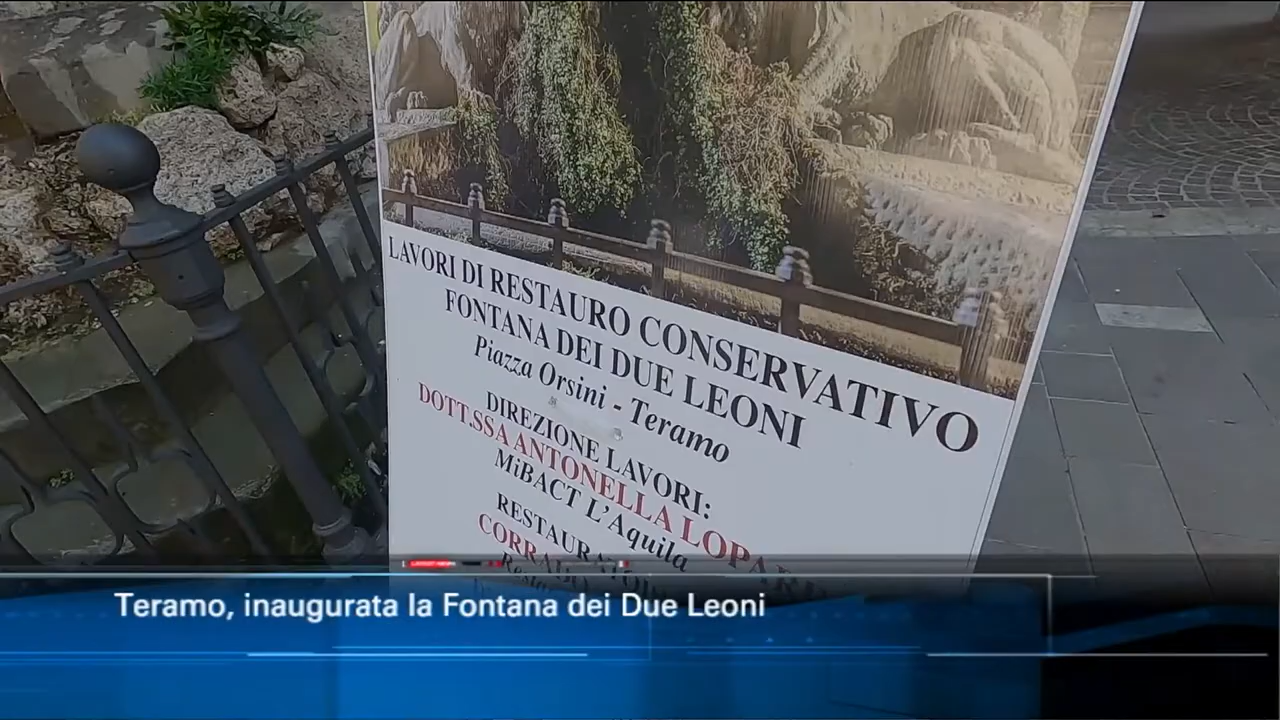 LAVORI DI RESTAURO CONSERVATIVO
FONTANA DEI DUE LEONI
Piazza Orsini - Teramo
DIREZIONE LAVORI:
DOTT.SSA ANTONELLA
MiBACT L'Aquila
Teramo, inaugurata la Fontana dei Due Leoni